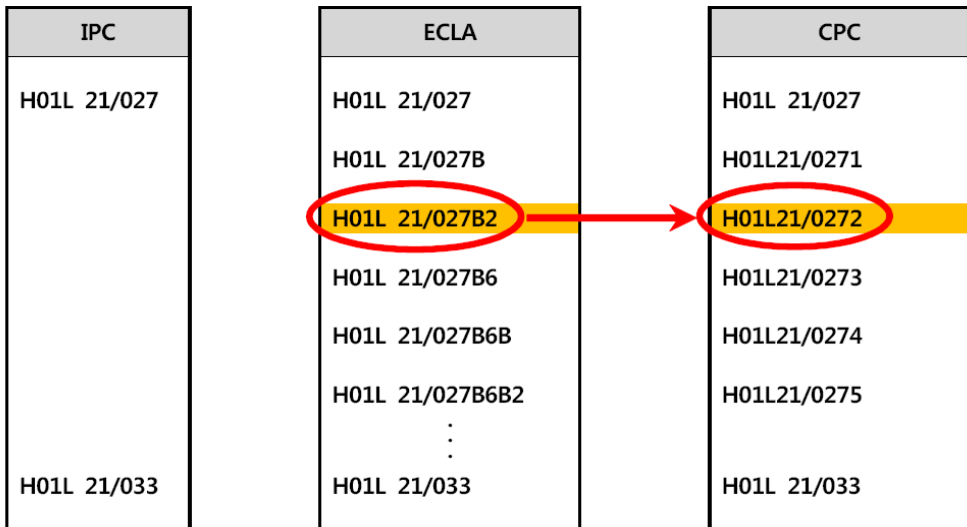 IPC ECLA CPC
H01L 21/027 H01L 21/027 H01L 21/027
H01L 21/027B H01L21/0271
H01L 21/027B2 H01L21/0272
H01L 21/027B6 H01L21/0273
H01L 21/027B6B H01L21/0274
H01L 21/027B6B2 H01L21/0275
H01L 21/033 H01L 21/033 H01L 21/033